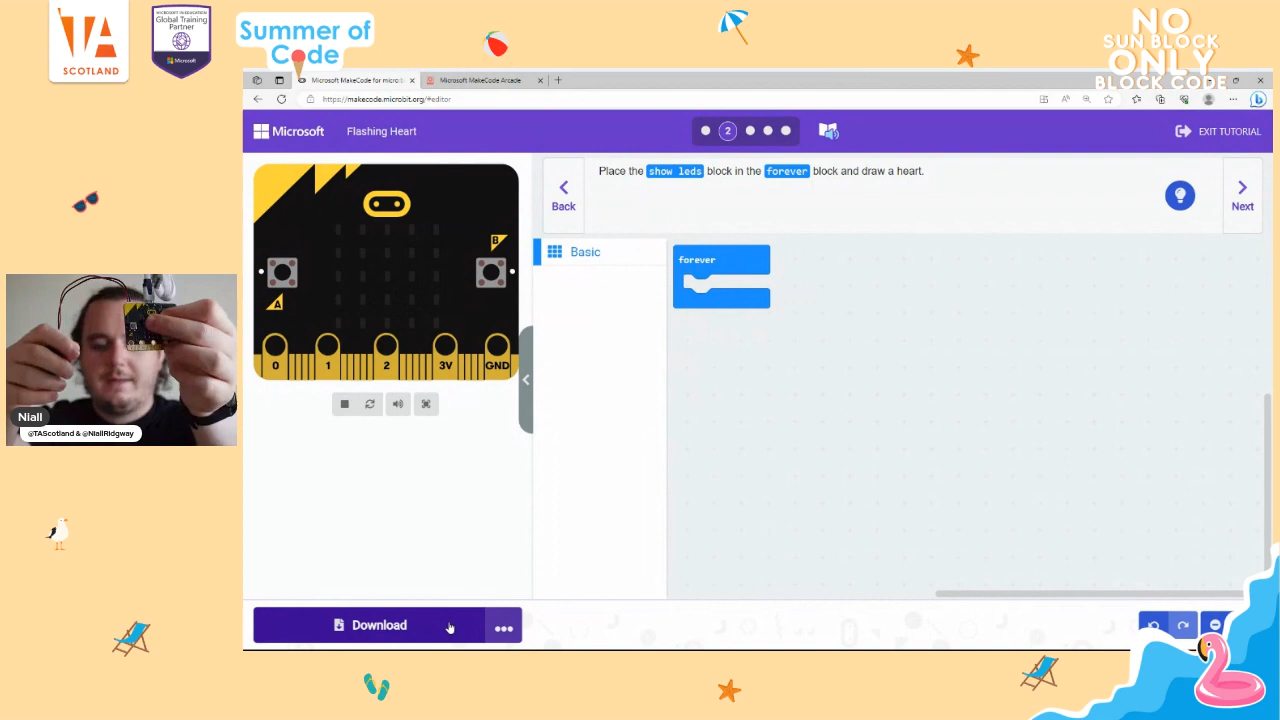 TA
SCOTLAND
MICROSOFT IN EDUCATION
Global Training
Partner
Microsoft
Summer of
Code
NO
SUN BLOCK
ONLY
BLOCK CODE
Microsoft MakeCode for micro:b
Microsoft MakeCode Arcade
https://makecode.microbit.org/#editor
Microsoft
Flashing Heart
2
EXIT TUTORIAL
Back
Place the show leds block in the forever block and draw a heart.
Next
Basic
forever
B
A
0
1
2
3V
GND
Niall
@TAScotland & @NiallRidgway
Download